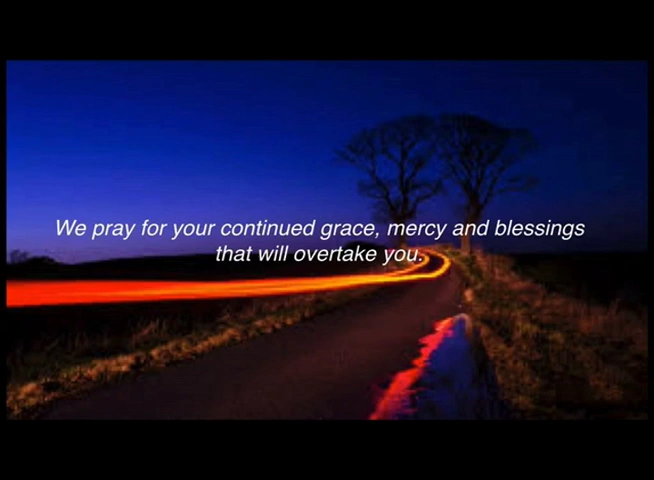 We pray for your continued grace, mercy and blessings
that will overtake you.